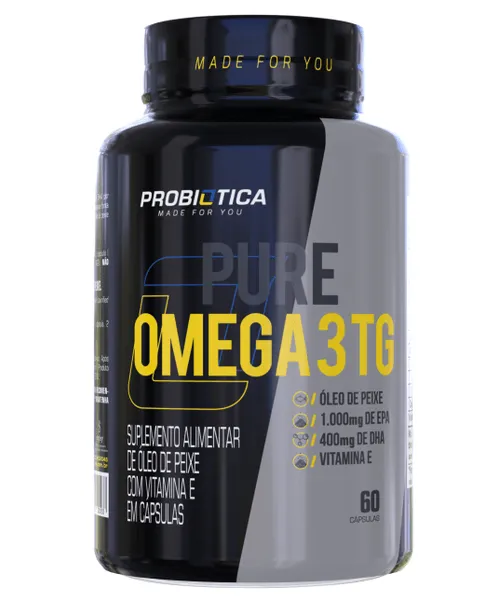 MADE FOR YOU
PROBIOTICA
MADE FOR YOU
PURE
OMEGA 3 TG
ÓLEO DE PEIXE
1.000mg DE EPA
400mg DE DHA
VITAMINA E
SUPLEMENTO ALIMENTAR
DE ÓLEO DE PEIXE
COM VITAMINA E
EM CÁPSULAS
60
CÁPSULAS